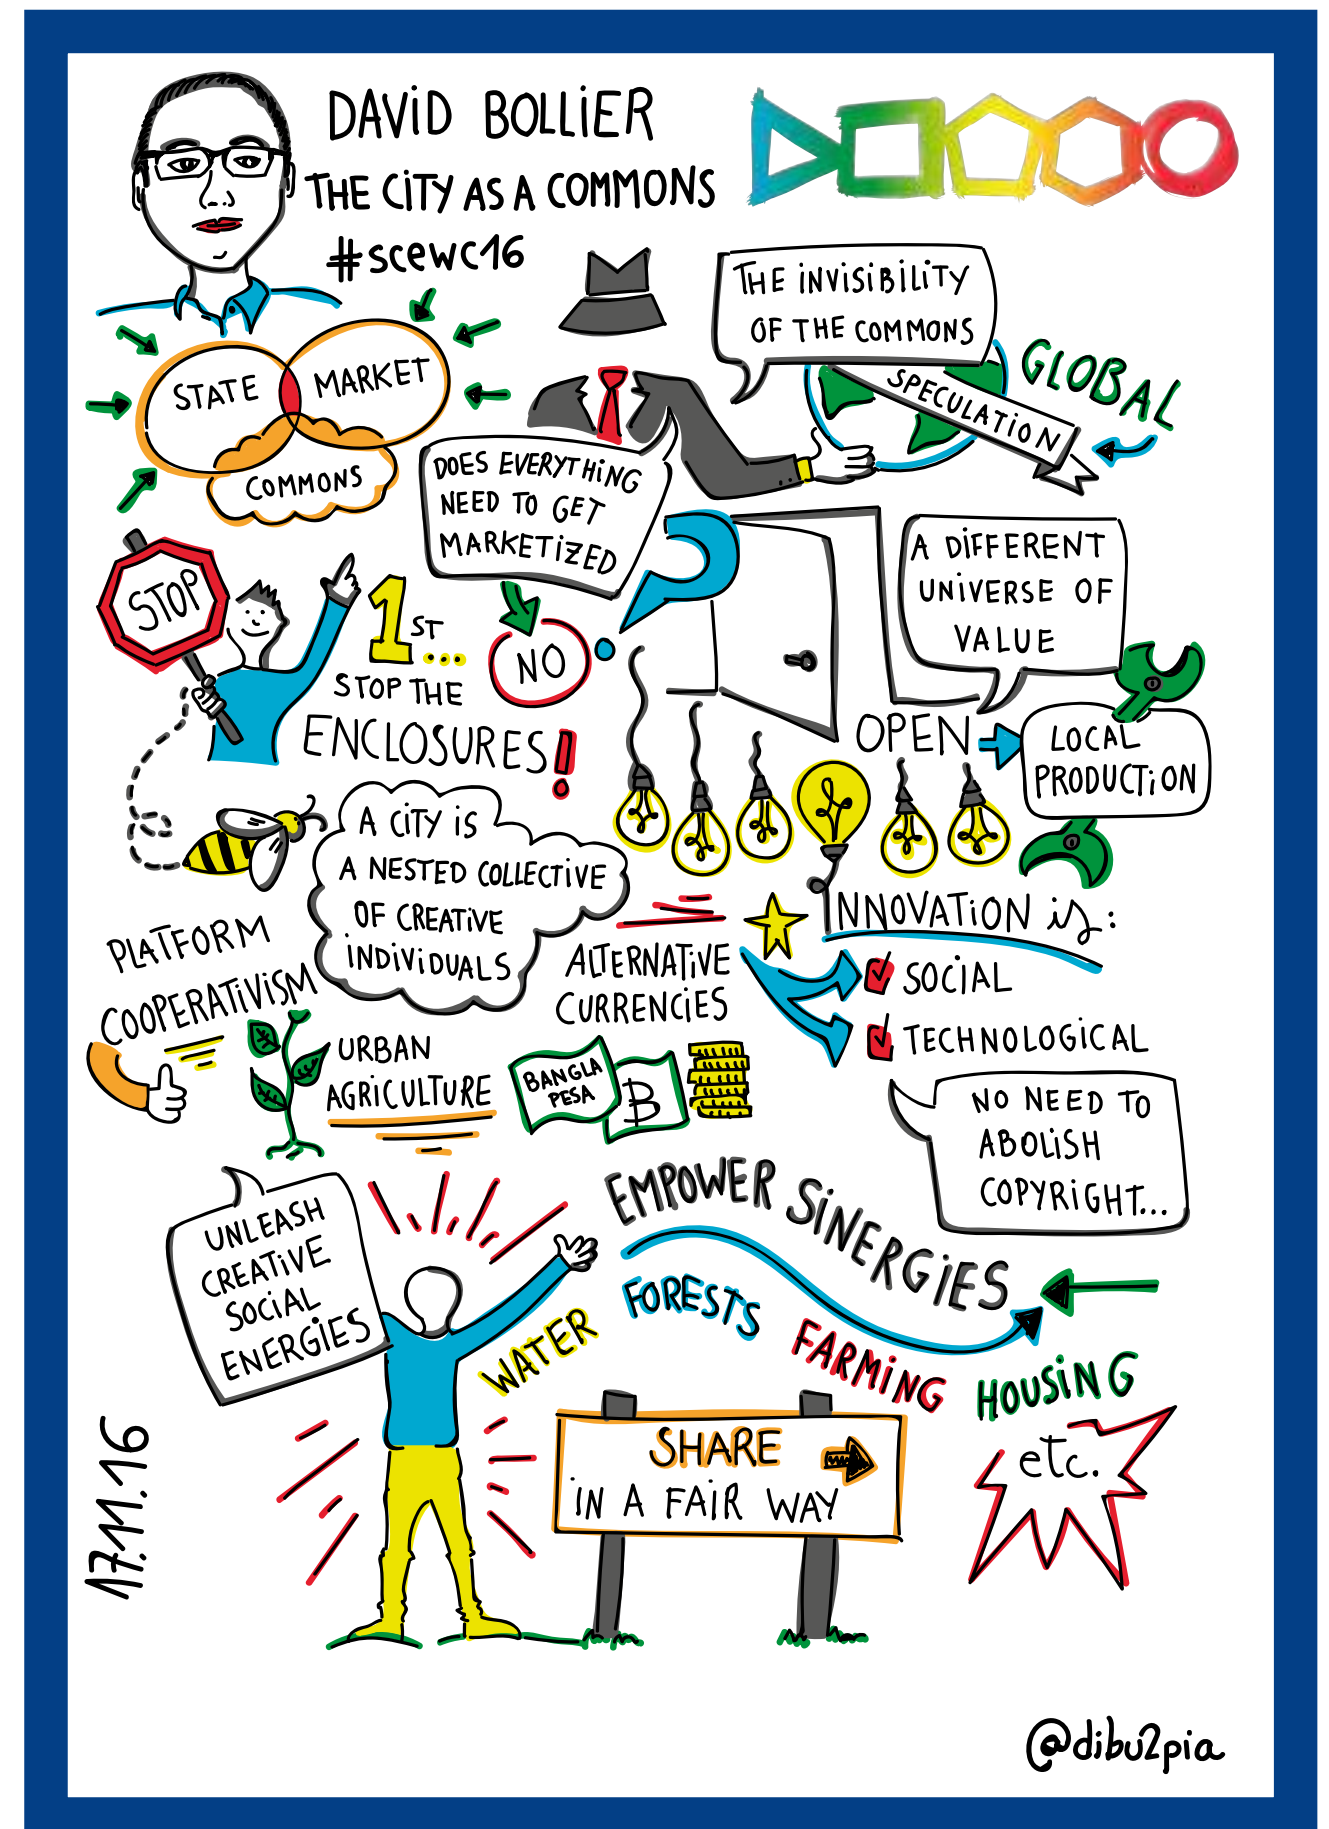 DAViD BOLLiER
THE CiTY AS A COMMONS
#scewc16
THE iNVISiBiLiTY
OF THE COMMONS
GLOBAL
SPECULATION
STATE
MARKET
COMMONS
DOES EVERYTHiNG
NEED TO GET
MARKETiZED
?
STOP
1ST...
STOP THE
ENCLOSURES!
NO
A DiFFERENT
UNiVERSE OF
VALUE
OPEN
LOCAL
PRODUCTiON
A CiTY iS
A NESTED COLLECTiVE
OF CREATiVE
iNDiViDUALS
PLATFORM
COOPERATiViSM
URBAN
AGRiCULTURE
ALTERNATiVE
CURRENCiES
BANGLA
PESA
₿
INNOVATiON is:
SOCiAL
TECHNOLOGiCAL
NO NEED TO
ABOLiSH
COPYRiGHT...
UNLEASH
CREATiVE
SOCiAL
ENERGiES
EMPOWER SiNERGiES
WATER
FORESTS
FARMiNG
HOUSiNG
etc.
SHARE
iN A FAiR WAY
17.11.16
@dibu2pia